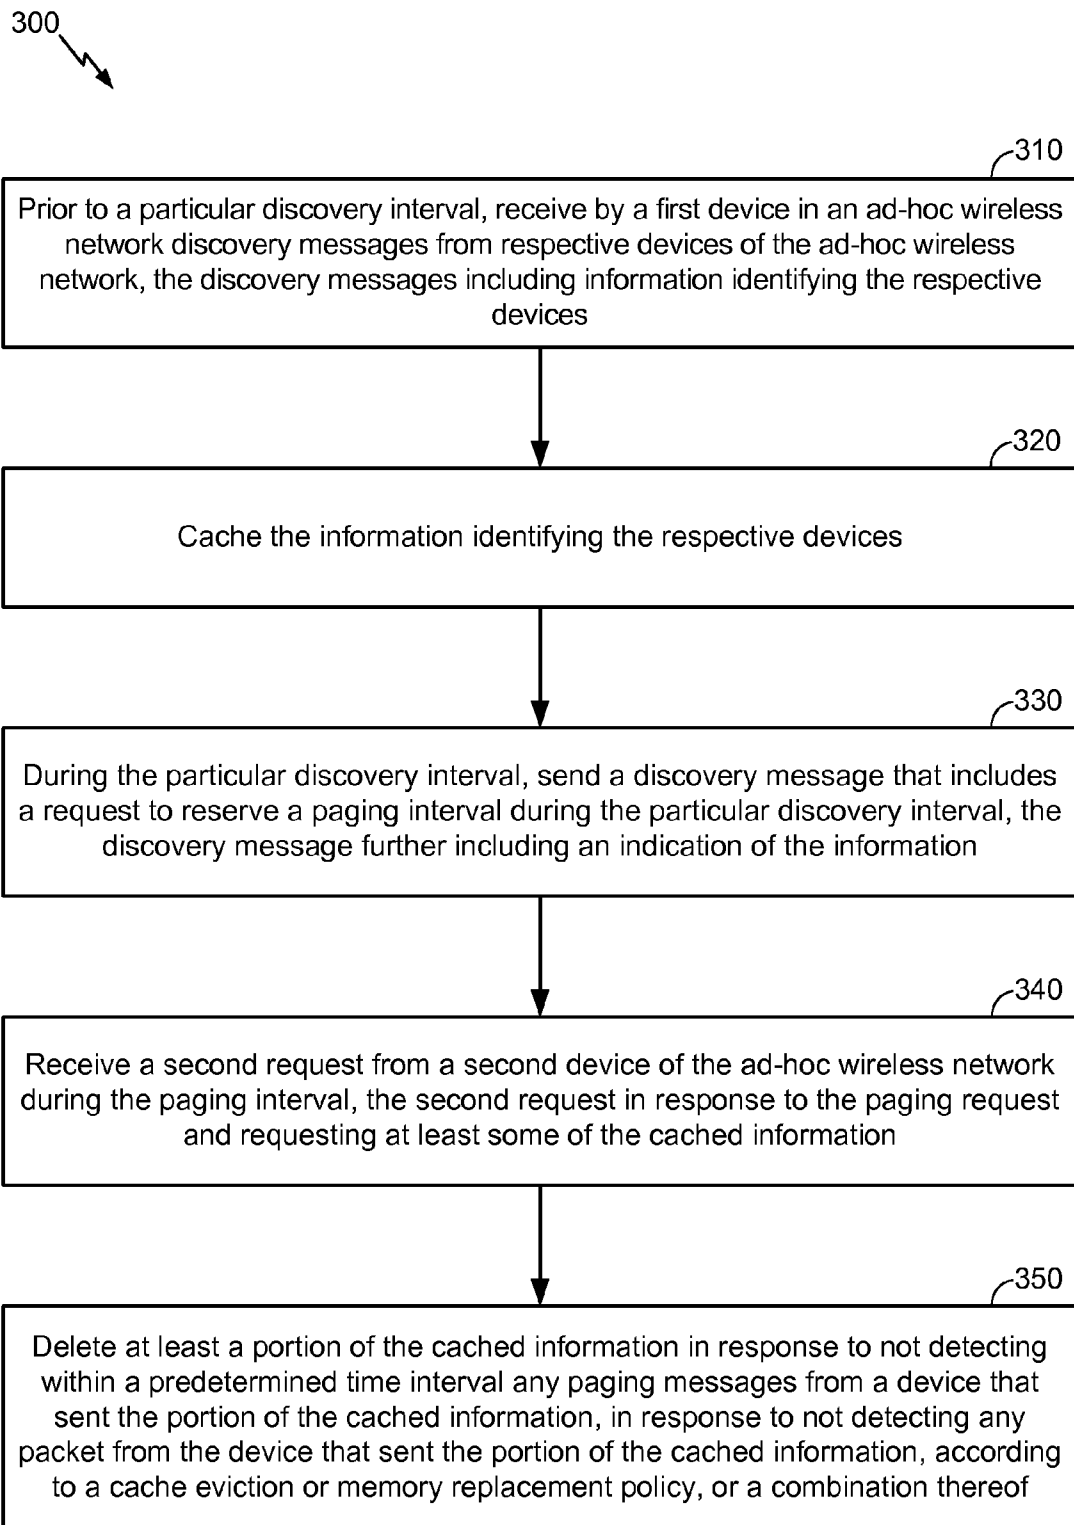 300
310
Prior to a particular discovery interval, receive by a first device in an ad-hoc wireless
network discovery messages from respective devices of the ad-hoc wireless
network, the discovery messages including information identifying the respective
devices
320
Cache the information identifying the respective devices
330
During the particular discovery interval, send a discovery message that includes
a request to reserve a paging interval during the particular discovery interval, the
discovery message further including an indication of the information
340
Receive a second request from a second device of the ad-hoc wireless network
during the paging interval, the second request in response to the paging request
and requesting at least some of the cached information
350
Delete at least a portion of the cached information in response to not detecting
within a predetermined time interval any paging messages from a device that
sent the portion of the cached information, in response to not detecting any
packet from the device that sent the portion of the cached information, according
to a cache eviction or memory replacement policy, or a combination thereof